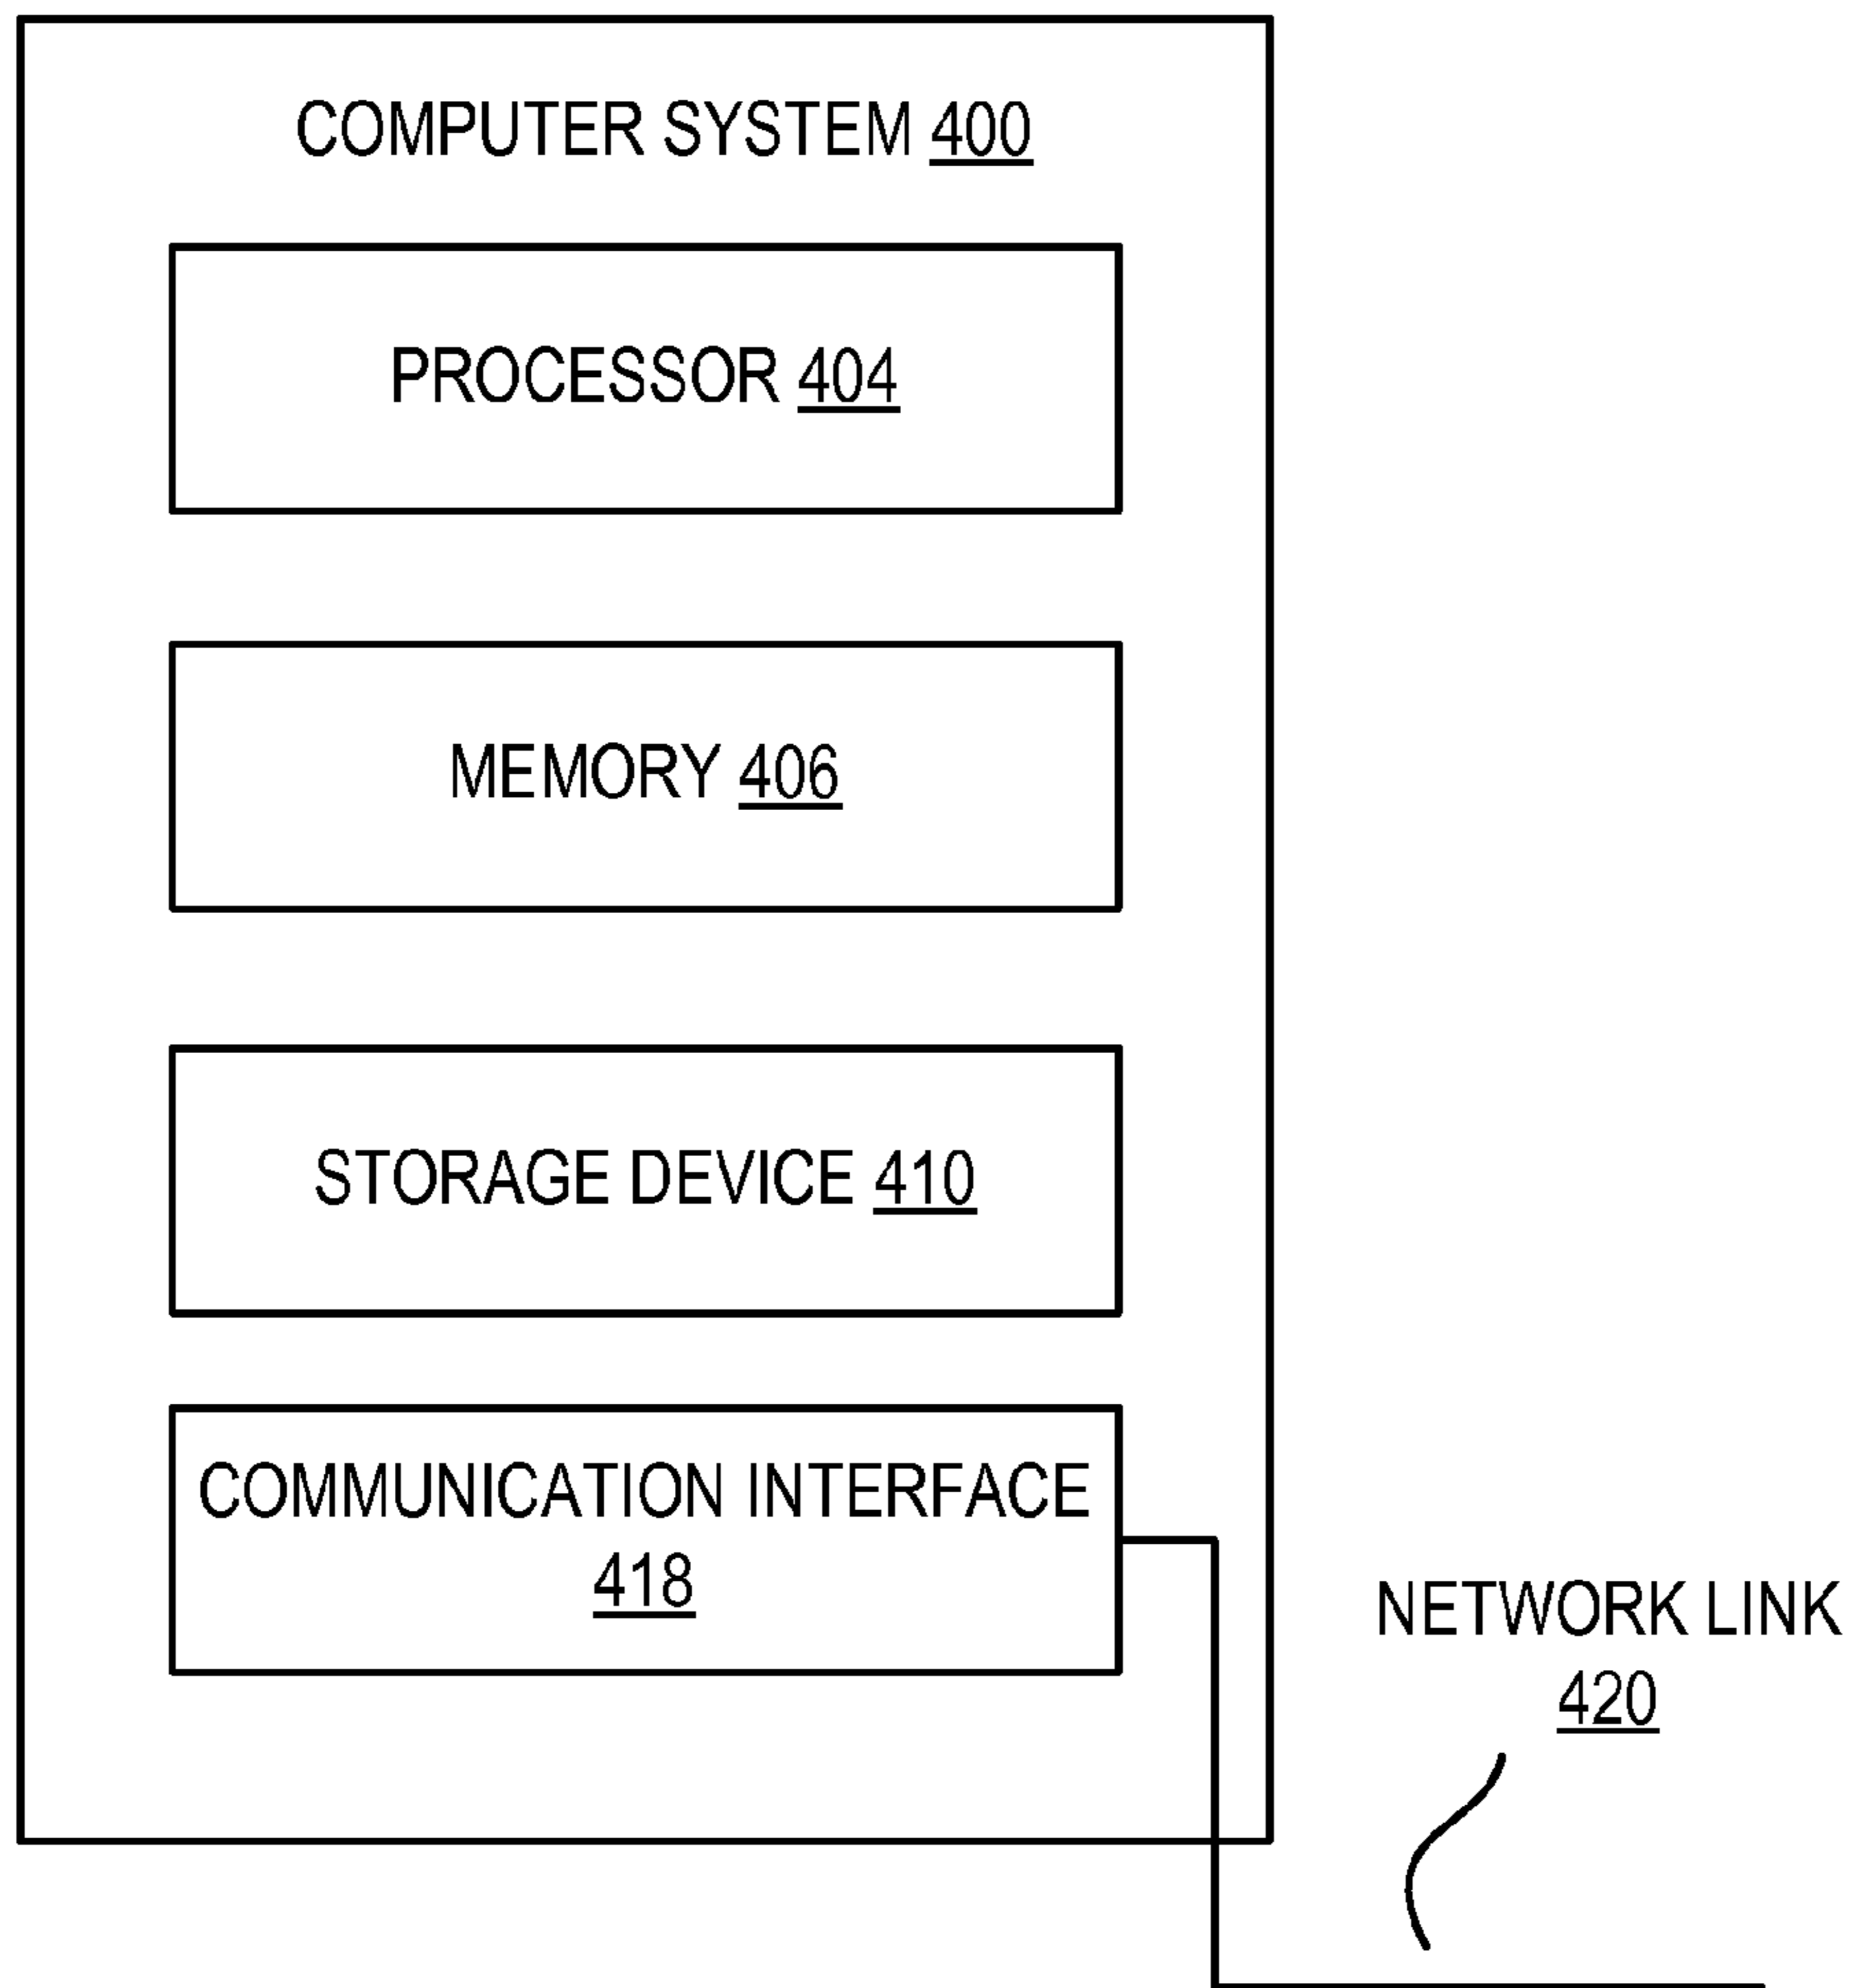 COMPUTER SYSTEM 400
PROCESSOR 404
MEMORY 406
STORAGE DEVICE 410
COMMUNICATION INTERFACE
418
NETWORK LINK
420